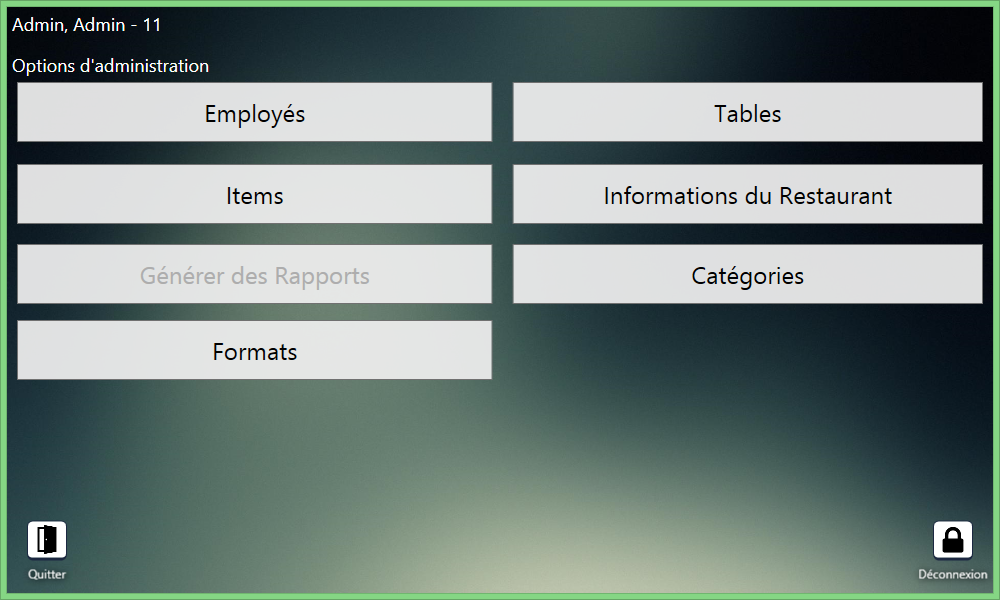 Admin, Admin - 11
Options d'administration
Employés
Tables
Items
Informations du Restaurant
Générer des Rapports
Catégories
Formats
Quitter
Déconnexion